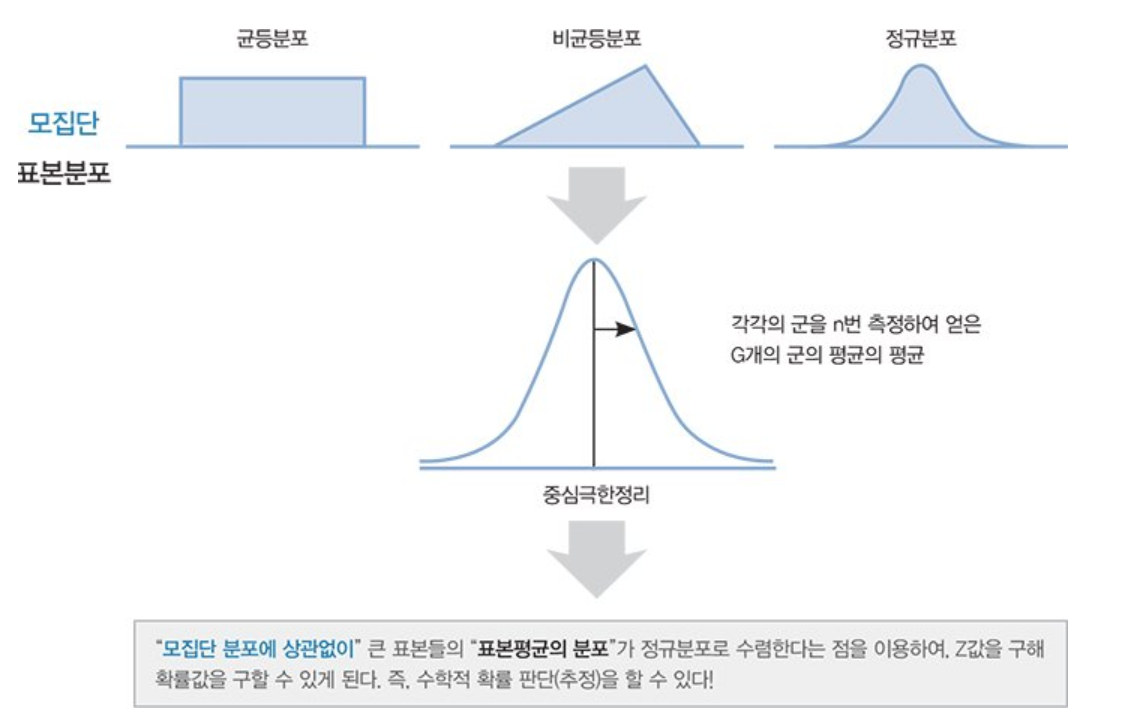 균등분포
비균등분포
정규분포
모집단
표본분포
각각의 군을 n번 측정하여 얻은
G개의 군의 평균의 평균
중심극한정리
“모집단 분포에 상관없이” 큰 표본들의 “표본평균의 분포”가 정규분포로 수렴한다는 점을 이용하여, Z값을 구해
확률값을 구할 수 있게 된다. 즉, 수학적 확률 판단(추정)을 할 수 있다!